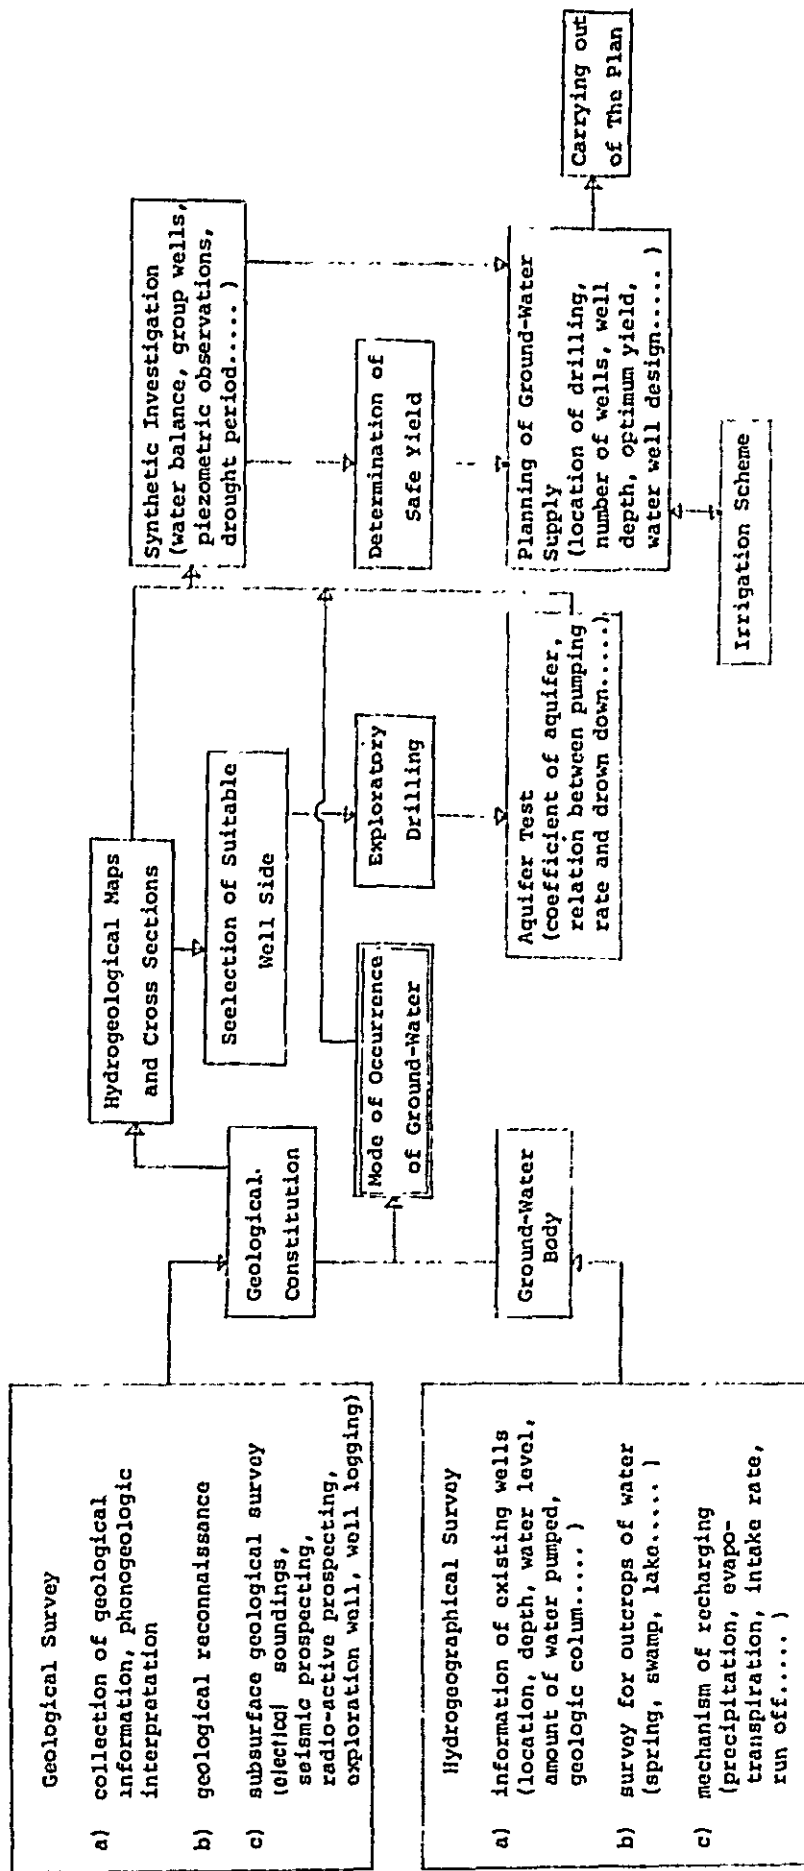 Geological Survey
a) collection of geological
information, phonogeologic
interpretation
b) geological reconnaissance
c) subsurface geological survey
(electical soundings,
seismic prospecting,
radio-active prospecting,
exploration well, well logging)
Hydrogeographical Survey
a) information of existing wells
(location, depth, water level,
amount of water pumped,
geologic colum.....)
b) survey for outcrops of water
(spring, swamp, lake.....)
c) mechanism of recharging
(precipitation, evapo-
transpiration, intake rate,
run off.....)
Geological.
Constitution
Ground-Water
Body
Mode of Occurrence
of Ground-Water
Hydrogeological Maps
and Cross Sections
Seelection of Suitable
Well Side
Exploratory
Drilling
Aquifer Test
(coefficient of aquifer,
relation between pumping
rate and drown down.....)
Synthetic Investigation
(water balance, group wells,
piezometric observations,
drought period.....)
Determination of
Safe Yield
Planning of Ground-Water
Supply
(location of drilling,
number of wells, well
depth, optimum yield,
water well design.....)
Irrigation Scheme
Carrying out
of The Plan